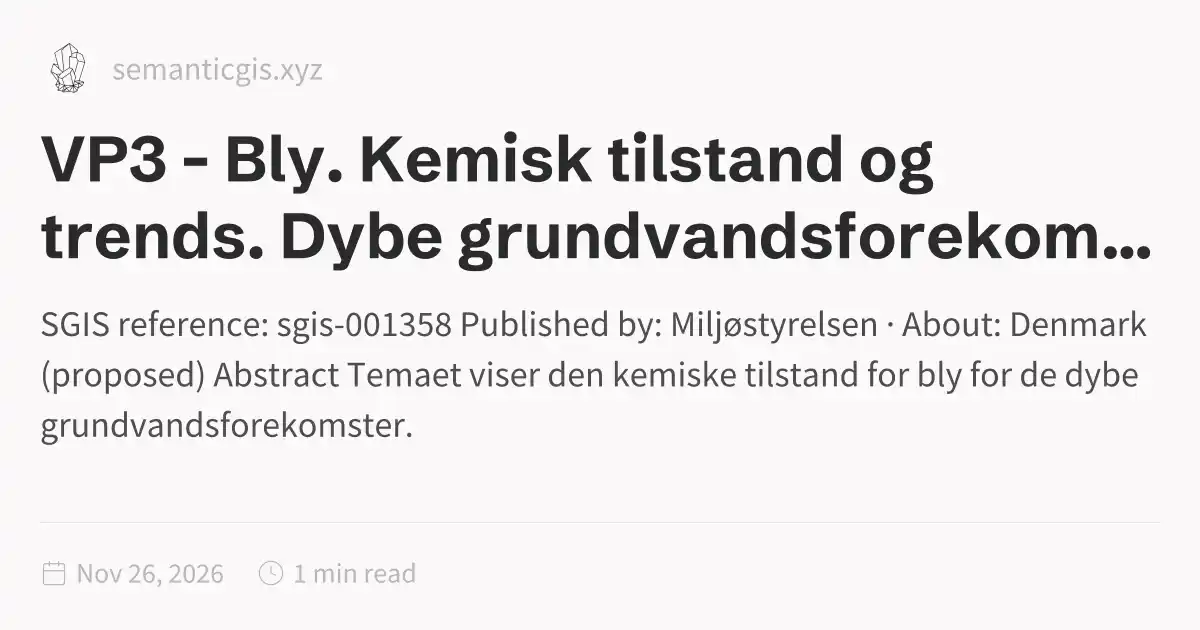 semanticgis.xyz
VP3 - Bly. Kemisk tilstand og
trends. Dybe grundvandsforekom...
SGIS reference: sgis-001358 Published by: Miljøstyrelsen · About: Denmark
(proposed) Abstract Temaet viser den kemiske tilstand for bly for de dybe
grundvandsforekomster.
Nov 26, 2026 1 min read